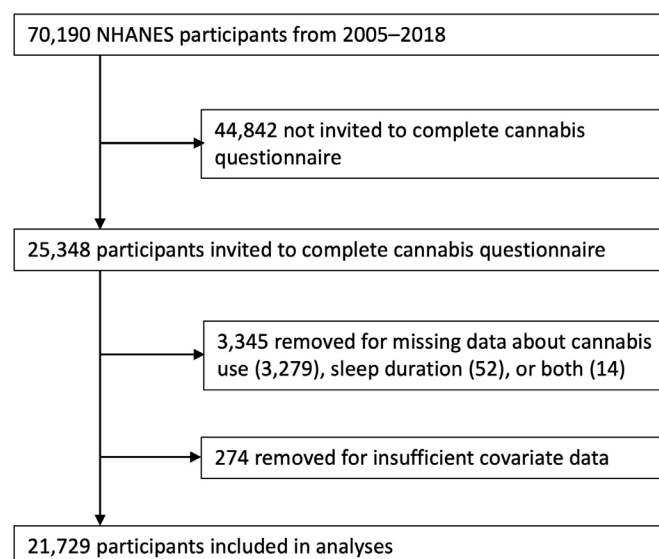 70,190 NHANES participants from 2005–2018
44,842 not invited to complete cannabis
questionnaire
25,348 participants invited to complete cannabis questionnaire
3,345 removed for missing data about cannabis
use (3,279), sleep duration (52), or both (14)
274 removed for insufficient covariate data
21,729 participants included in analyses